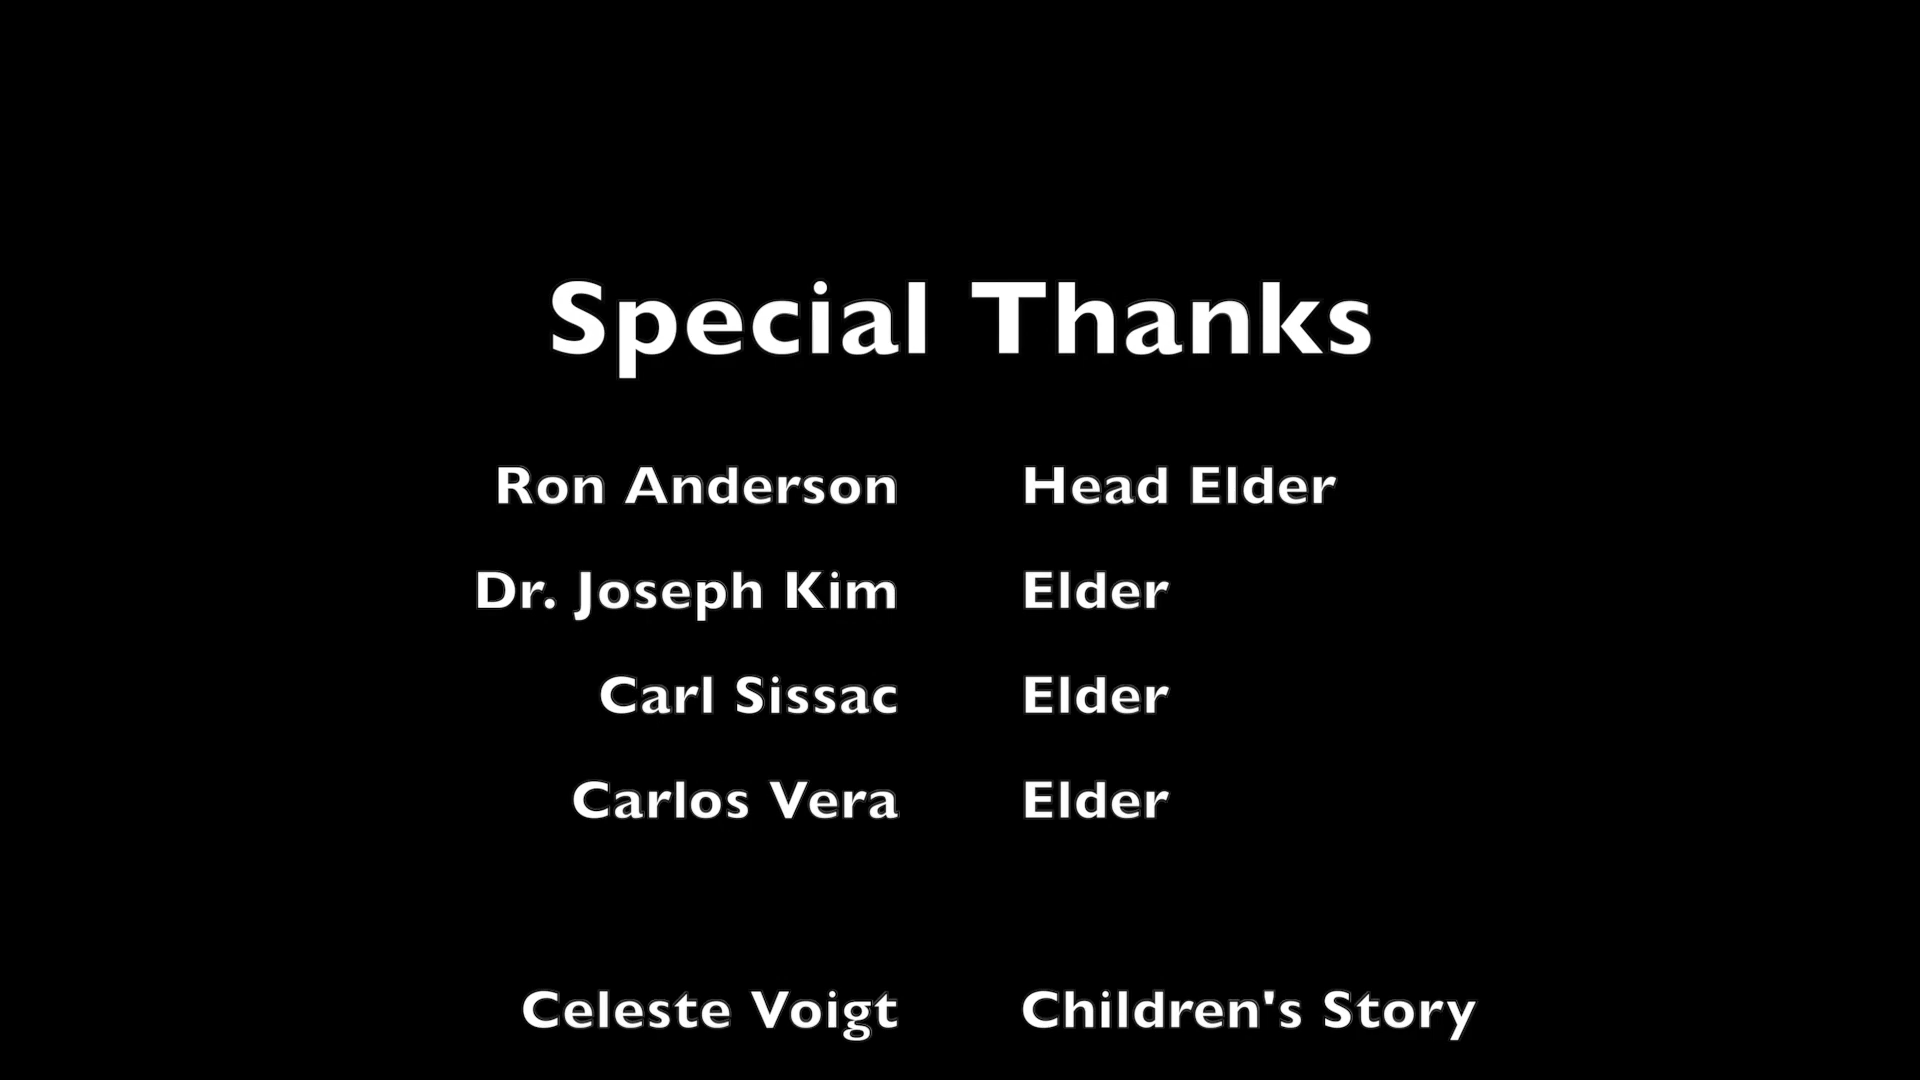 Special Thanks
Ron Anderson Head Elder
Dr. Joseph Kim Elder
Carl Sissac Elder
Carlos Vera Elder
Celeste Voigt Children's Story